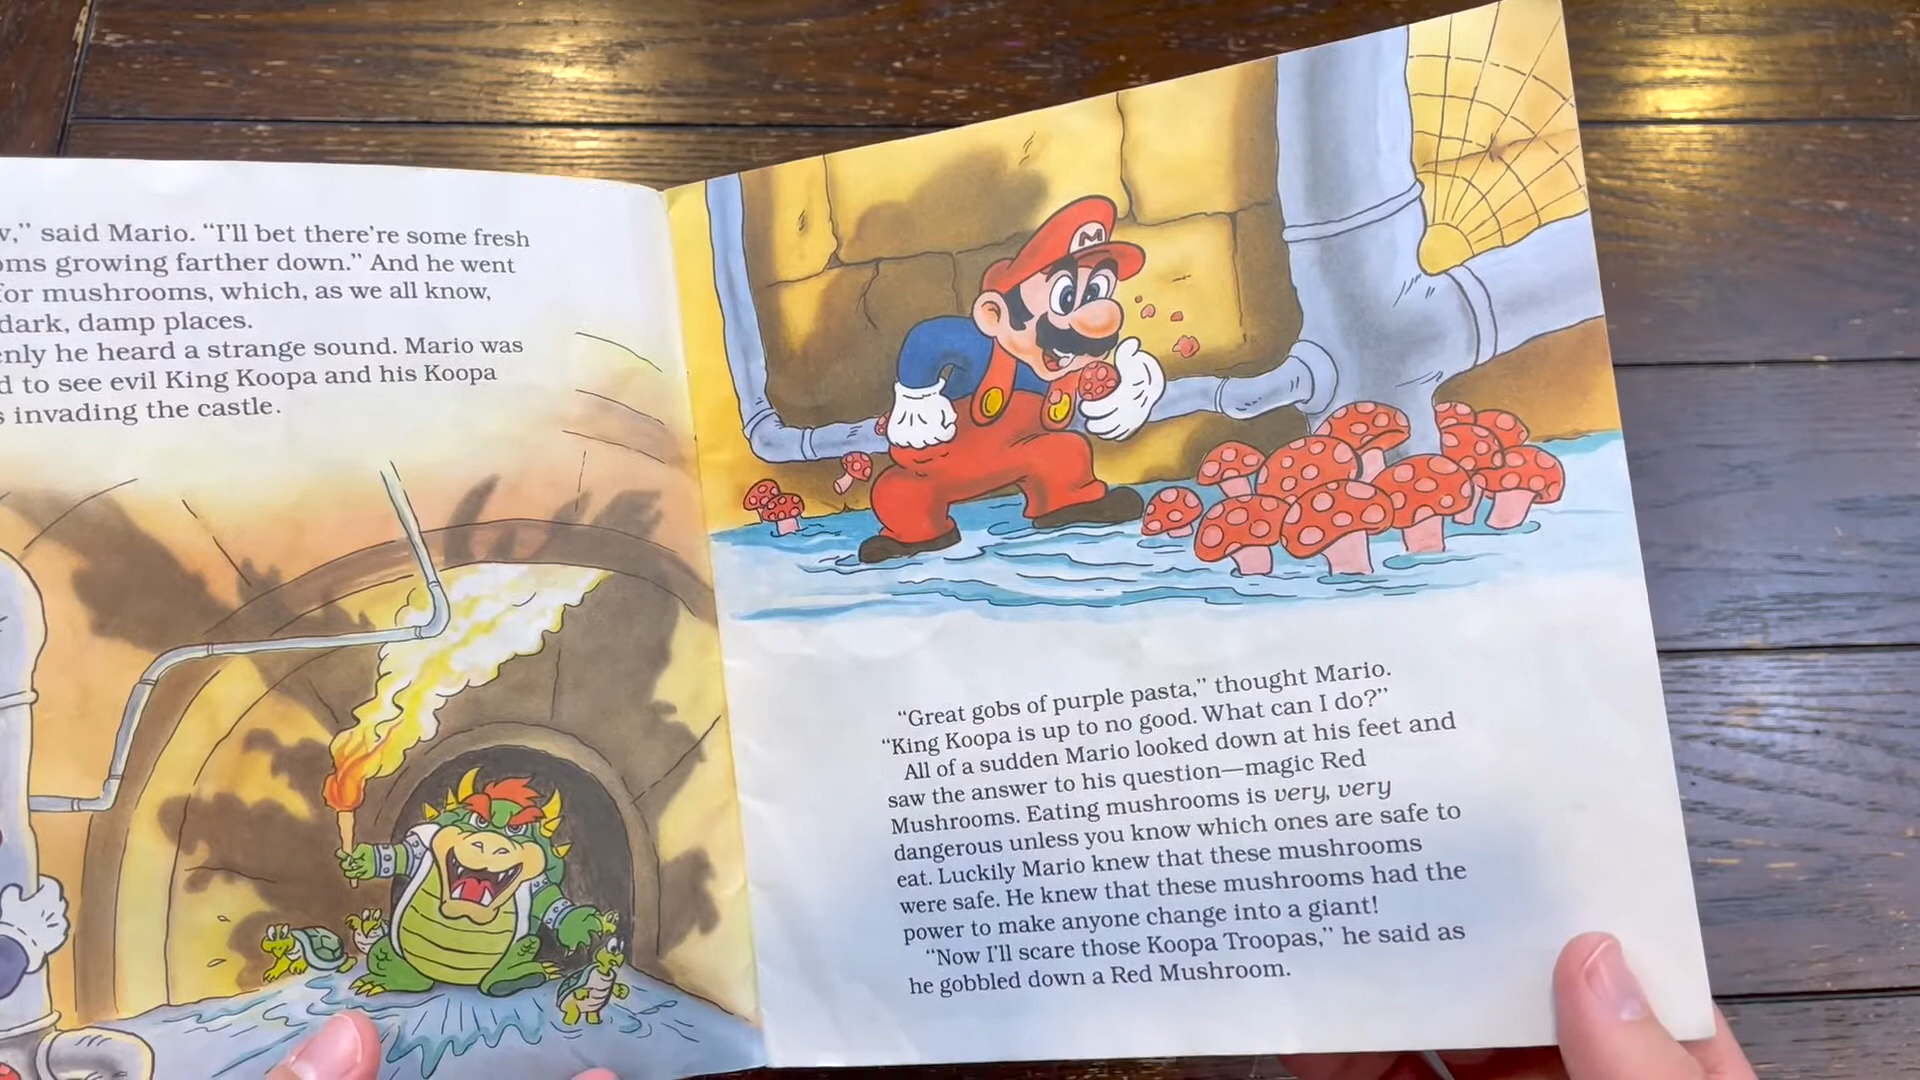 ," said Mario. "I'll bet there're some fresh
growing farther down." And he went
for mushrooms, which, as we all know,
dark, damp places.
he heard a strange sound. Mario was
to see evil King Koopa and his Koopa
invading the castle.
M
"Great gobs of purple pasta," thought Mario.
"King Koopa is up to no good. What can I do?"
All of a sudden Mario looked down at his feet and
saw the answer to his question—magic Red
Mushrooms. Eating mushrooms is very, very
dangerous unless you know which ones are safe to
eat. Luckily Mario knew that these mushrooms
were safe. He knew that these mushrooms had the
power to make anyone change into a giant!
"Now I'll scare those Koopa Troopas," he said as
he gobbled down a Red Mushroom.